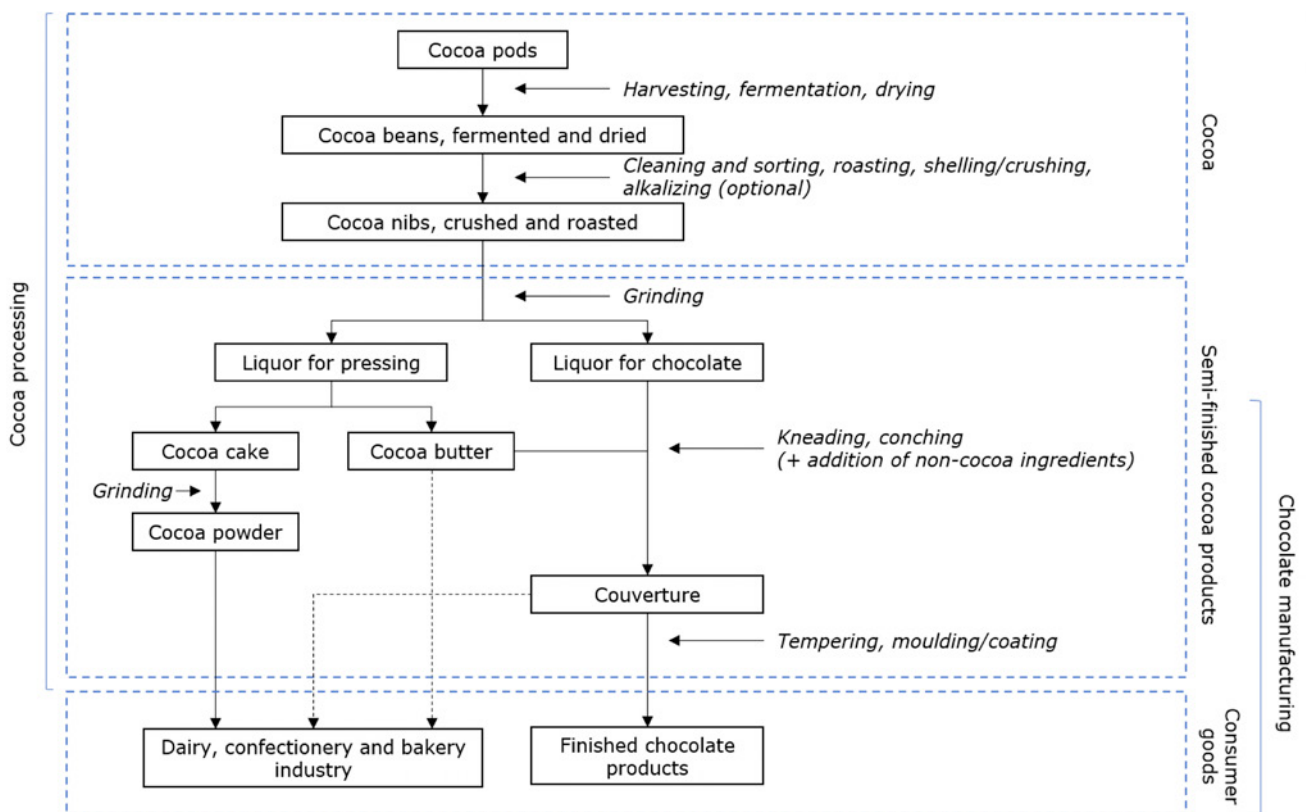 Cocoa pods
Harvesting, fermentation, drying
Cocoa beans, fermented and dried
Cleaning and sorting, roasting, shelling/crushing,
alkalizing (optional)
Cocoa nibs, crushed and roasted
Cocoa
Cocoa processing
Grinding
Liquor for pressing
Liquor for chocolate
Cocoa cake
Cocoa butter
Kneading, conching
(+ addition of non-cocoa ingredients)
Grinding
Cocoa powder
Couverture
Tempering, moulding/coating
Semi-finished cocoa products
Chocolate manufacturing
Dairy, confectionery and bakery
industry
Finished chocolate
products
Consumer
goods